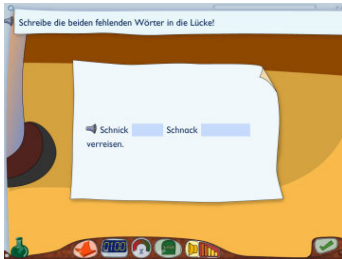 Schreibe die beiden fehlenden Wörter in die Lücke!
Schnick Schnack
verreisen.